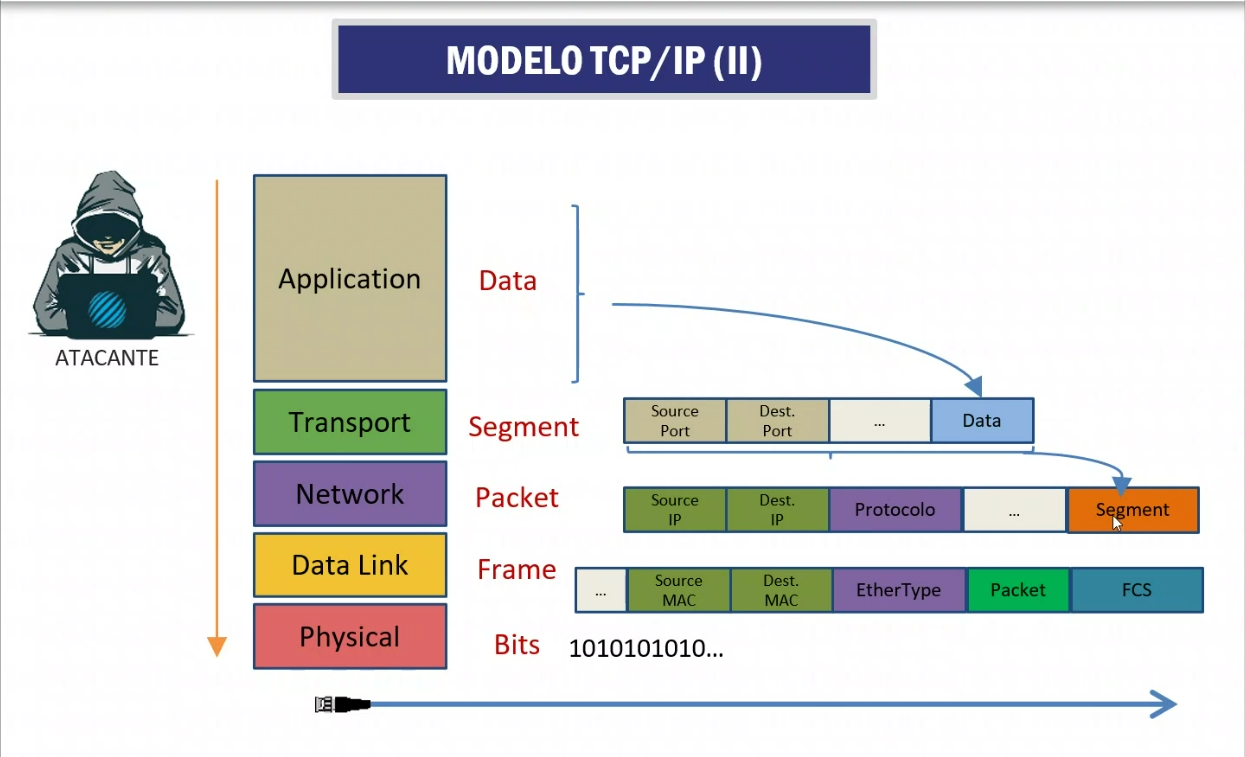 MODELO TCP/IP (II)
ATACANTE
Application
Data
Transport
Segment
Source
Port
Dest.
Port
...
Data
Network
Packet
Source
IP
Dest.
IP
Protocolo
...
Segment
Data Link
Frame
...
Source
MAC
Dest.
MAC
EtherType
Packet
FCS
Physical
Bits
1010101010...